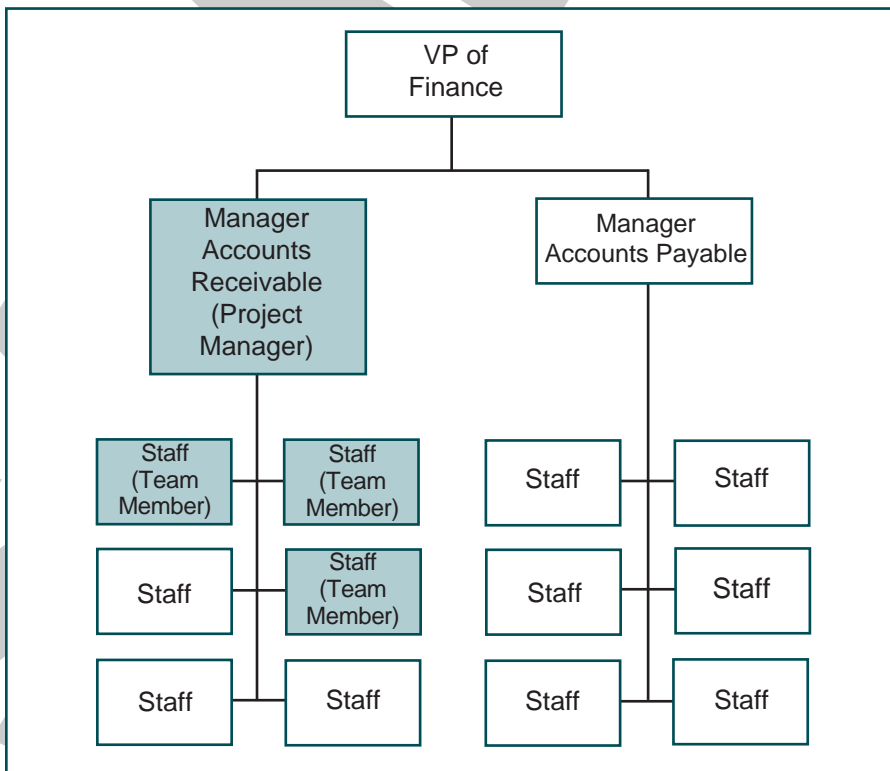 VP of
Finance
Manager
Accounts
Receivable
(Project
Manager)
Manager
Accounts Payable
Staff
(Team
Member)
Staff
(Team
Member)
Staff
Staff
Staff
Staff
(Team
Member)
Staff
Staff
Staff
Staff
Staff
Staff